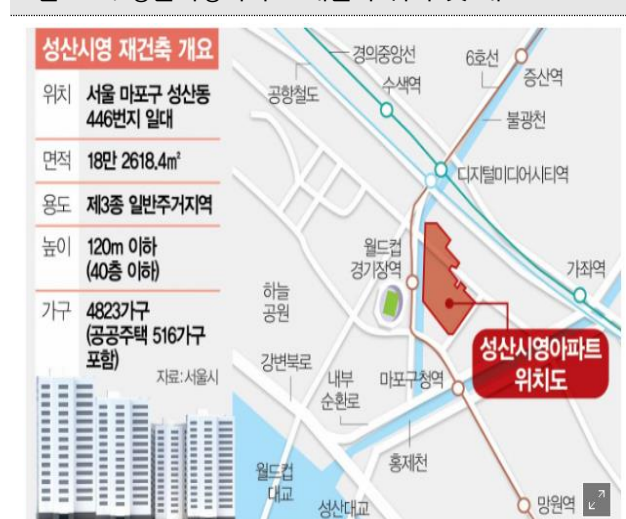 성산시영 재건축 개요
위치 서울 마포구 성산동
446번지 일대
면적 18만 2618.4㎡
용도 제3종 일반주거지역
높이 120m 이하
(40층 이하)
가구 4823가구
(공공주택 516가구
포함)
자료:서울시
경의중앙선
공항철도
수색역
6호선
증산역
불광천
디지털미디어시티역
월드컵
경기장역
가좌역
하늘
공원
성산시영아파트
위치도
강변북로
내부
순환로
마포구청역
홍제천
월드컵
대교
성산대교
망원역